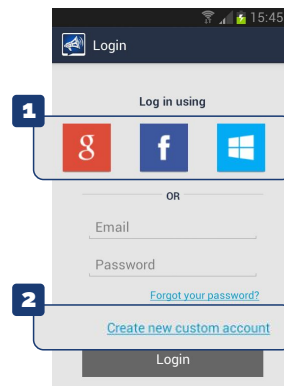 15:45
Login
Log in using
1
g f
OR
Email
Password
Forgot your password?
2
Create new custom account
Login